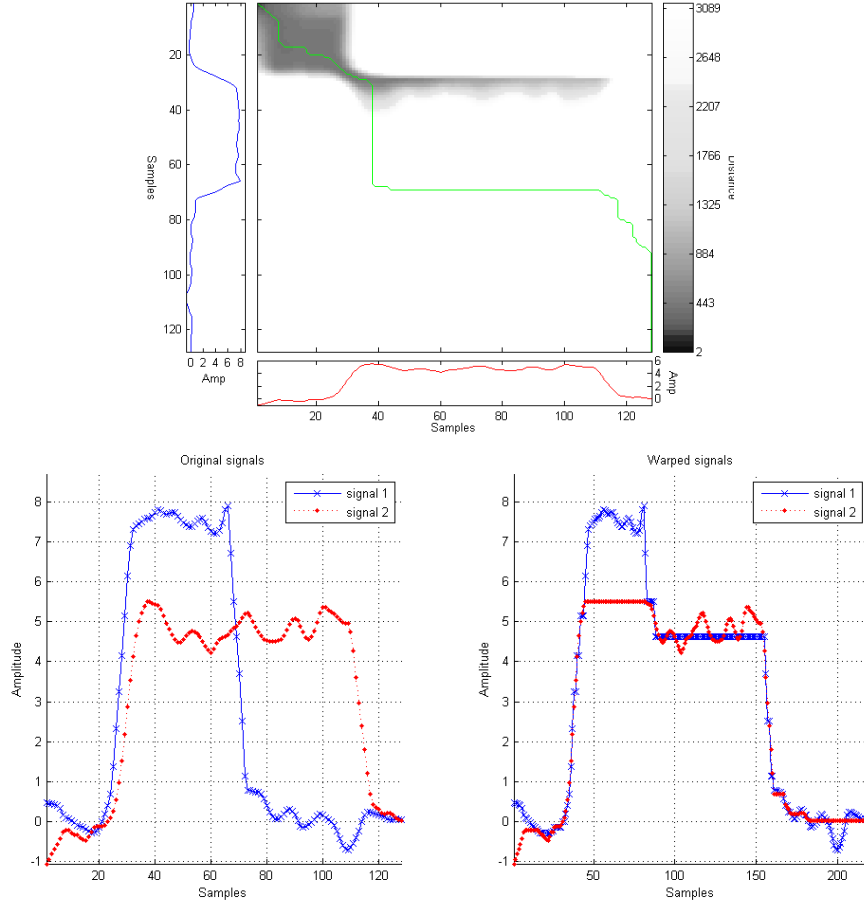 20
40
60
80
100
120
Samples
0 2 4 6 8
Amp
20 40 60 80 100 120
Samples
6
4
2
0
Amp
3089
2648
2207
1766
1325
884
443
2
Distance
Original signals
signal 1
signal 2
8
7
6
5
4
3
2
1
0
-1
Amplitude
20 40 60 80 100 120
Samples
Warped signals
signal 1
signal 2
8
7
6
5
4
3
2
1
0
-1
Amplitude
50 100 150 200
Samples